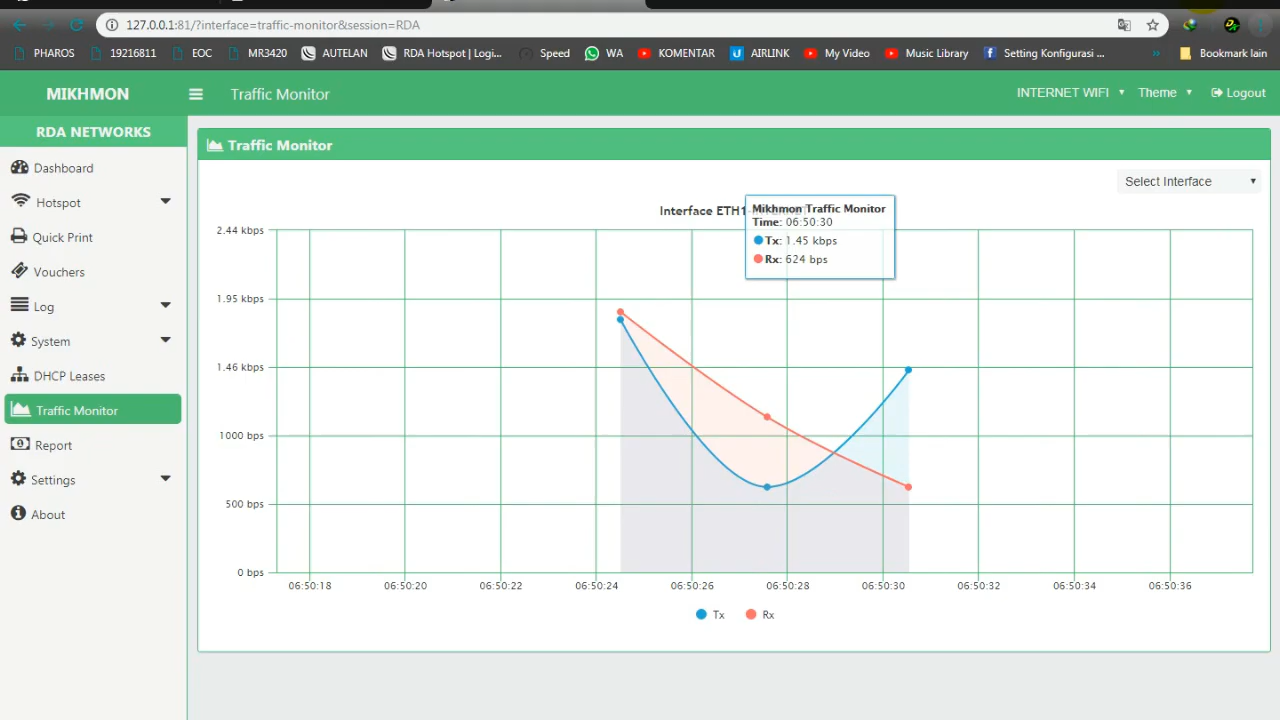 127.0.0.1:81/?interface=traffic-monitor&session=RDA
PHAROS 19216811 EOC MR3420 AUTELAN RDA Hotspot | Logi... Speed WA KOMENTAR AIRLINK My Video Music Library Setting Konfigurasi ... » Bookmark lain
MIKHMON Traffic Monitor INTERNET WIFI Theme Logout
RDA NETWORKS
Dashboard
Hotspot
Quick Print
Vouchers
Log
System
DHCP Leases
Traffic Monitor
Report
Settings
About
Traffic Monitor
Select Interface
Interface ETH1
Mikhmon Traffic Monitor
Time: 06:50:30
Tx: 1.45 kbps
Rx: 624 bps
2.44 kbps
1.95 kbps
1.46 kbps
1000 bps
500 bps
0 bps
06:50:18 06:50:20 06:50:22 06:50:24 06:50:26 06:50:28 06:50:30 06:50:32 06:50:34 06:50:36
Tx Rx